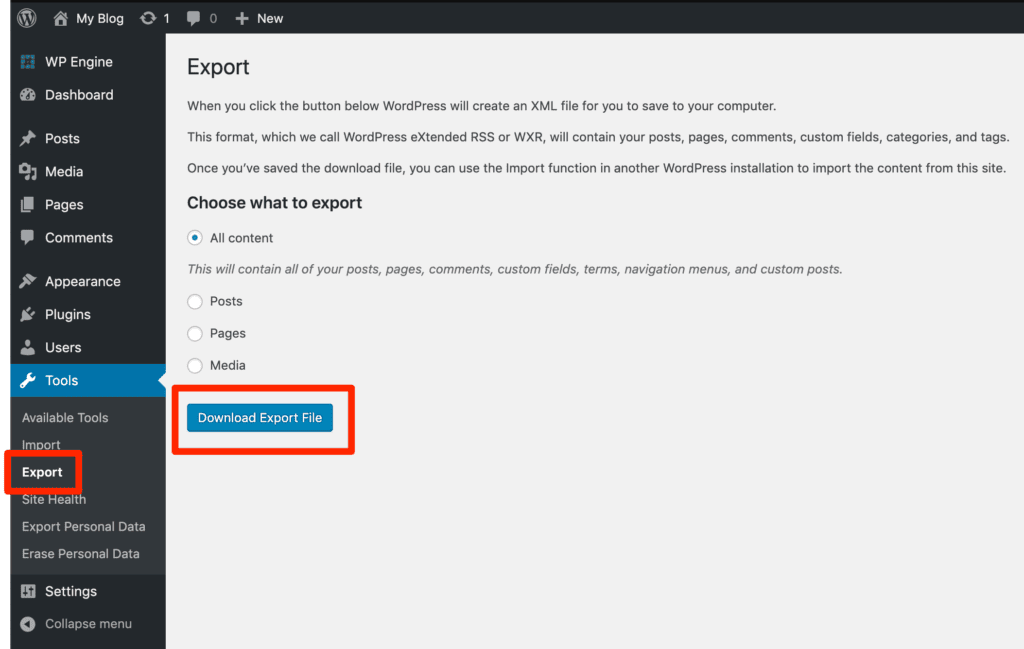 My Blog 1 0 + New
WP Engine
Dashboard
Posts
Media
Pages
Comments
Appearance
Plugins
Users
Tools
Available Tools
Import
Export
Site Health
Export Personal Data
Erase Personal Data
Settings
Collapse menu
Export
When you click the button below WordPress will create an XML file for you to save to your computer.
This format, which we call WordPress eXtended RSS or WXR, will contain your posts, pages, comments, custom fields, categories, and tags.
Once you’ve saved the download file, you can use the Import function in another WordPress installation to import the content from this site.
Choose what to export
All content
This will contain all of your posts, pages, comments, custom fields, terms, navigation menus, and custom posts.
Posts
Pages
Media
Download Export File